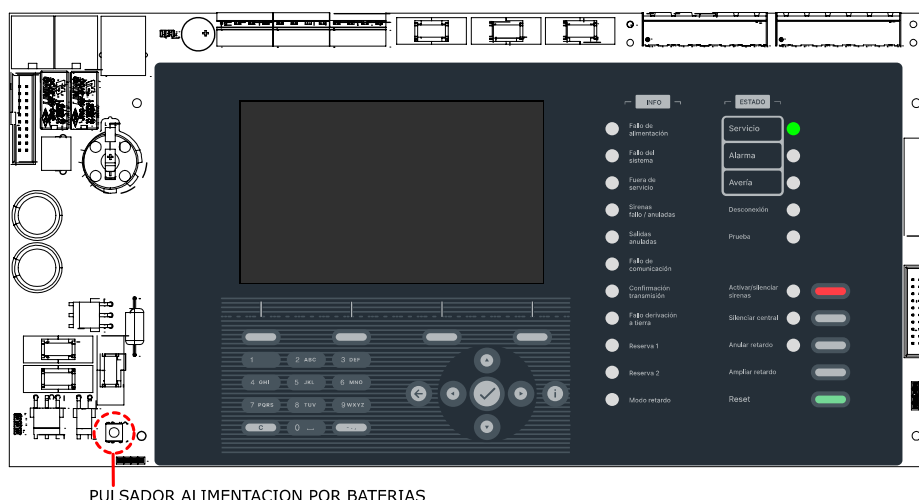 INFO
Fallo de
alimentación
Fallo del
sistema
Fuera de
servicio
Sirenas
fallo / anuladas
Salidas
anuladas
Fallo de
comunicación
Confirmación
transmisión
Fallo derivación
a tierra
Reserva 1
Reserva 2
Modo retardo
ESTADO
Servicio
Alarma
Avería
Desconexión
Prueba
Activar/silenciar
sirenas
Silenciar central
Anular retardo
Ampliar retardo
Reset
1
2 ABC
3 DEF
4 GHI
5 JKL
6 MNO
7 PQRS
8 TUV
9 WXYZ
C
0
i
PULSADOR ALIMENTACION POR BATERIAS